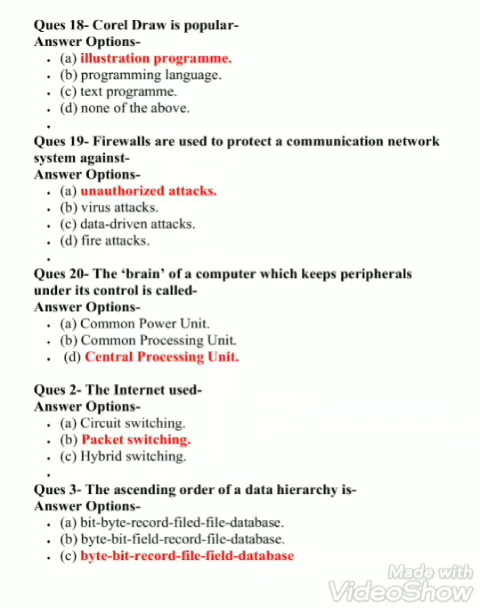 Ques 18- Corel Draw is popular-
Answer Options-
• (a) illustration programme.
• (b) programming language.
• (c) text programme.
• (d) none of the above.
•
Ques 19- Firewalls are used to protect a communication network
system against-
Answer Options-
• (a) unauthorized attacks.
• (b) virus attacks.
• (c) data-driven attacks.
• (d) fire attacks.
•
Ques 20- The ‘brain’ of a computer which keeps peripherals
under its control is called-
Answer Options-
• (a) Common Power Unit.
• (b) Common Processing Unit.
• (d) Central Processing Unit.
Ques 2- The Internet used-
Answer Options-
• (a) Circuit switching.
• (b) Packet switching.
• (c) Hybrid switching.
•
Ques 3- The ascending order of a data hierarchy is-
Answer Options-
• (a) bit-byte-record-filed-file-database.
• (b) byte-bit-field-record-file-database.
• (c) byte-bit-record-file-field-database
Made with
VideoShow